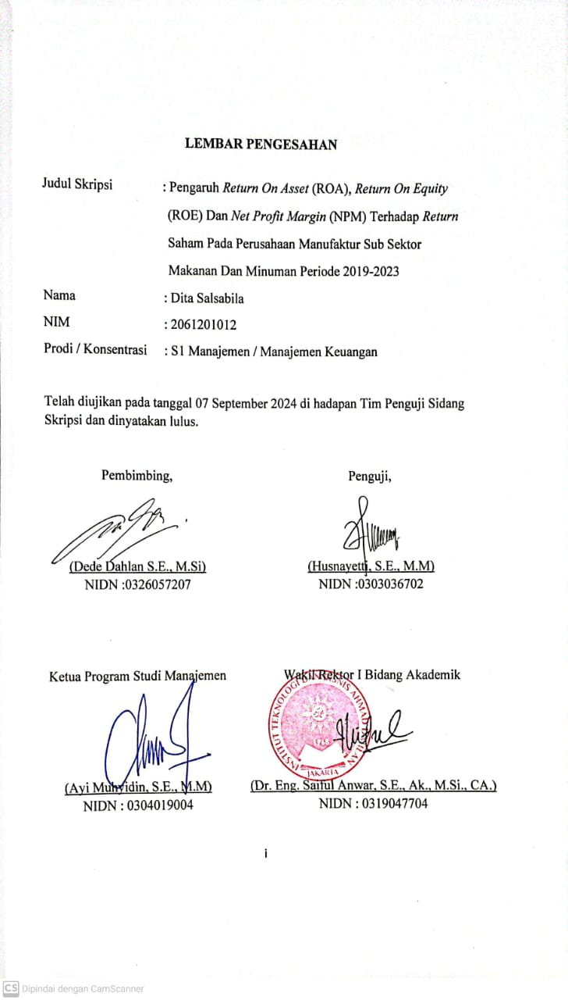 LEMBAR PENGESAHAN
Judul Skripsi : Pengaruh Return On Asset (ROA), Return On Equity
(ROE) Dan Net Profit Margin (NPM) Terhadap Return
Saham Pada Perusahaan Manufaktur Sub Sektor
Makanan Dan Minuman Periode 2019-2023
Nama : Dita Salsabila
NIM : 2061201012
Prodi / Konsentrasi : S1 Manajemen / Manajemen Keuangan
Telah diujikan pada tanggal 07 September 2024 di hadapan Tim Penguji Sidang
Skripsi dan dinyatakan lulus.
Pembimbing, Penguji,
(Dede Dahlan S.E., M.Si) (Husnayetti, S.E., M.M)
NIDN :0326057207 NIDN :0303036702
Ketua Program Studi Manajemen Wakil Rektor I Bidang Akademik
INSTITUT TEKNOLOGI DAN BISNIS AHMAD DAHLAN
JAKARTA
(Ayi Muhyidin, S.E., M.M) (Dr. Eng. Saiful Anwar, S.E., Ak., M.Si., CA.)
NIDN : 0304019004 NIDN : 0319047704
i
CS Dipindai dengan CamScanner